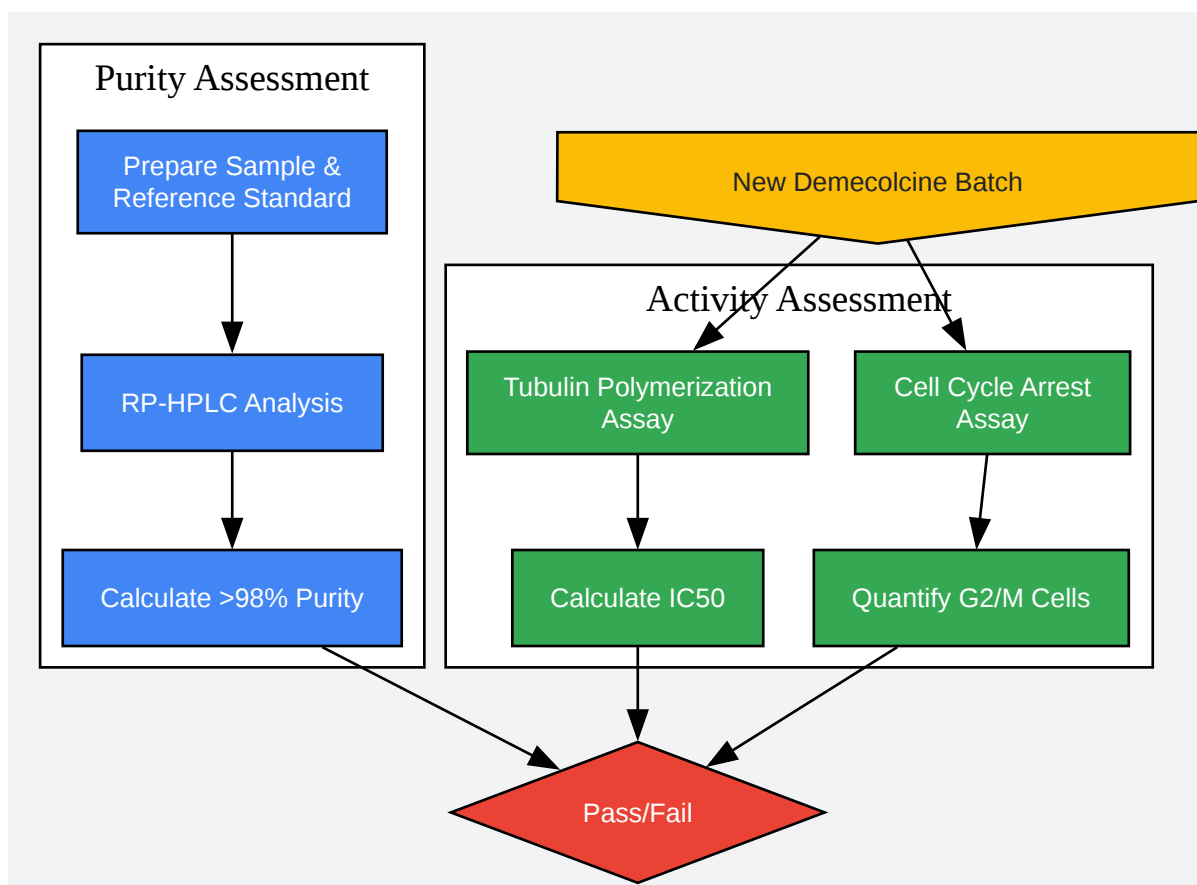 Purity Assessment
Prepare Sample &
Reference Standard
RP-HPLC Analysis
Calculate >98% Purity
New Demecolcine Batch
Activity Assessment
Tubulin Polymerization
Assay
Cell Cycle Arrest
Assay
Calculate IC50
Quantify G2/M Cells
Pass/Fail